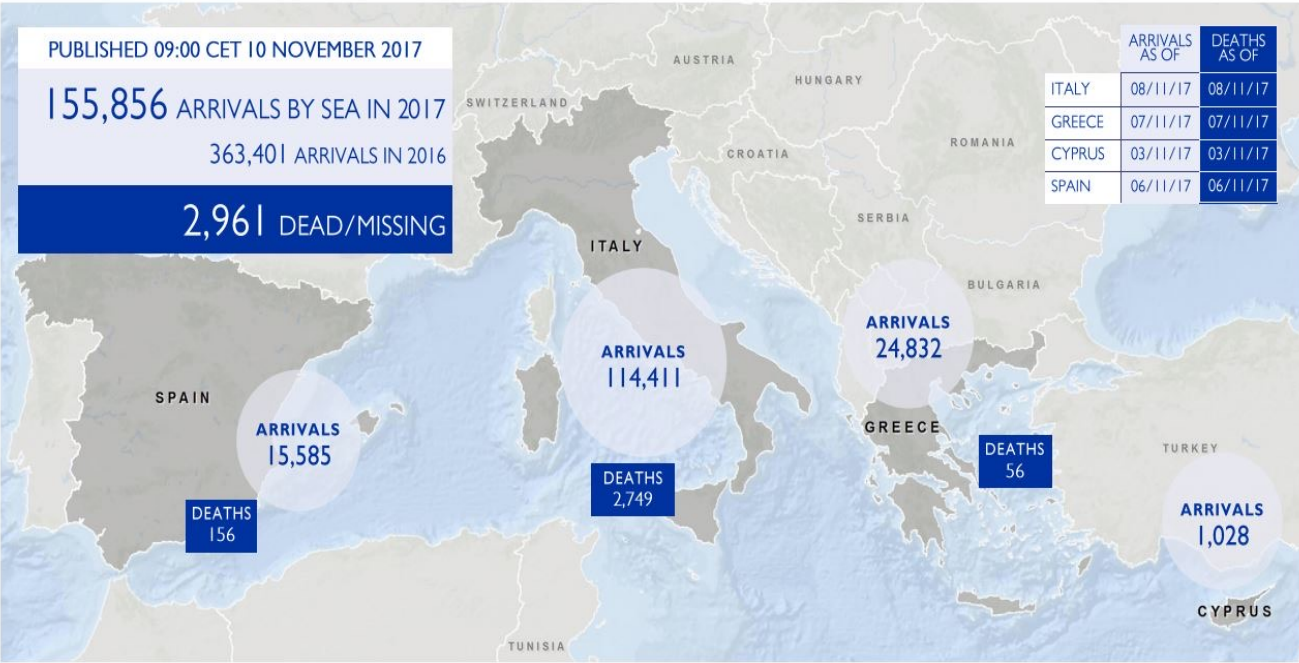 PUBLISHED 09:00 CET 10 NOVEMBER 2017
155,856 ARRIVALS BY SEA IN 2017
363,401 ARRIVALS IN 2016
2,961 DEAD/MISSING
ARRIVALS AS OF
DEATHS AS OF
ITALY 08/11/17 08/11/17
GREECE 07/11/17 07/11/17
CYPRUS 03/11/17 03/11/17
SPAIN 06/11/17 06/11/17
AUSTRIA
HUNGARY
SWITZERLAND
ROMANIA
CROATIA
SERBIA
ITALY
BULGARIA
ARRIVALS
24,832
ARRIVALS
114,411
SPAIN
ARRIVALS
15,585
GREECE
DEATHS
56
TURKEY
DEATHS
2,749
DEATHS
156
ARRIVALS
1,028
CYPRUS
TUNISIA